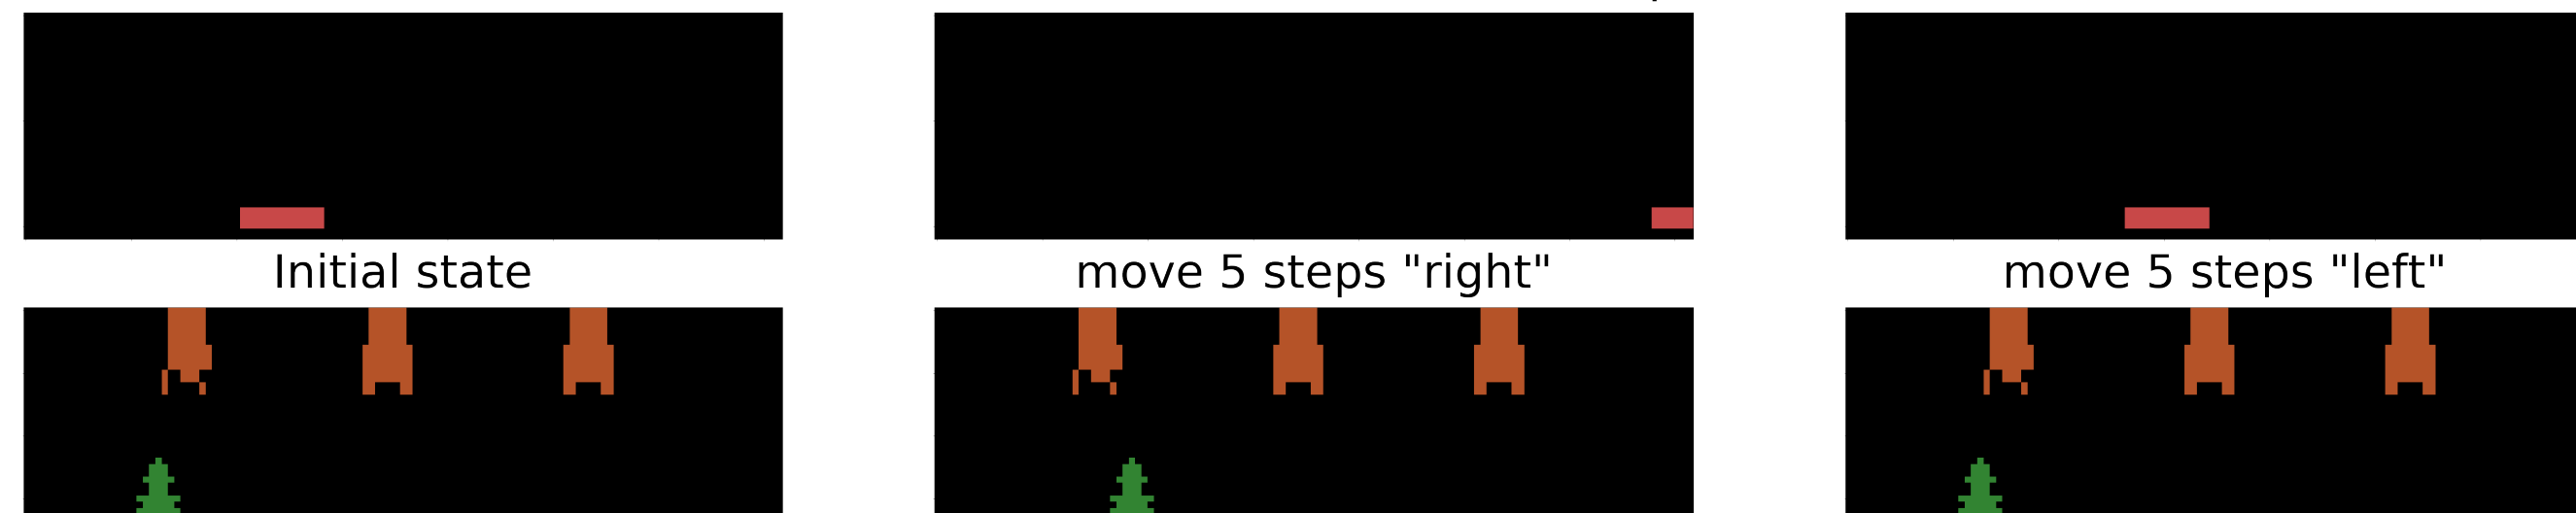 Initial state
move 5 steps "right"
move 5 steps "left"